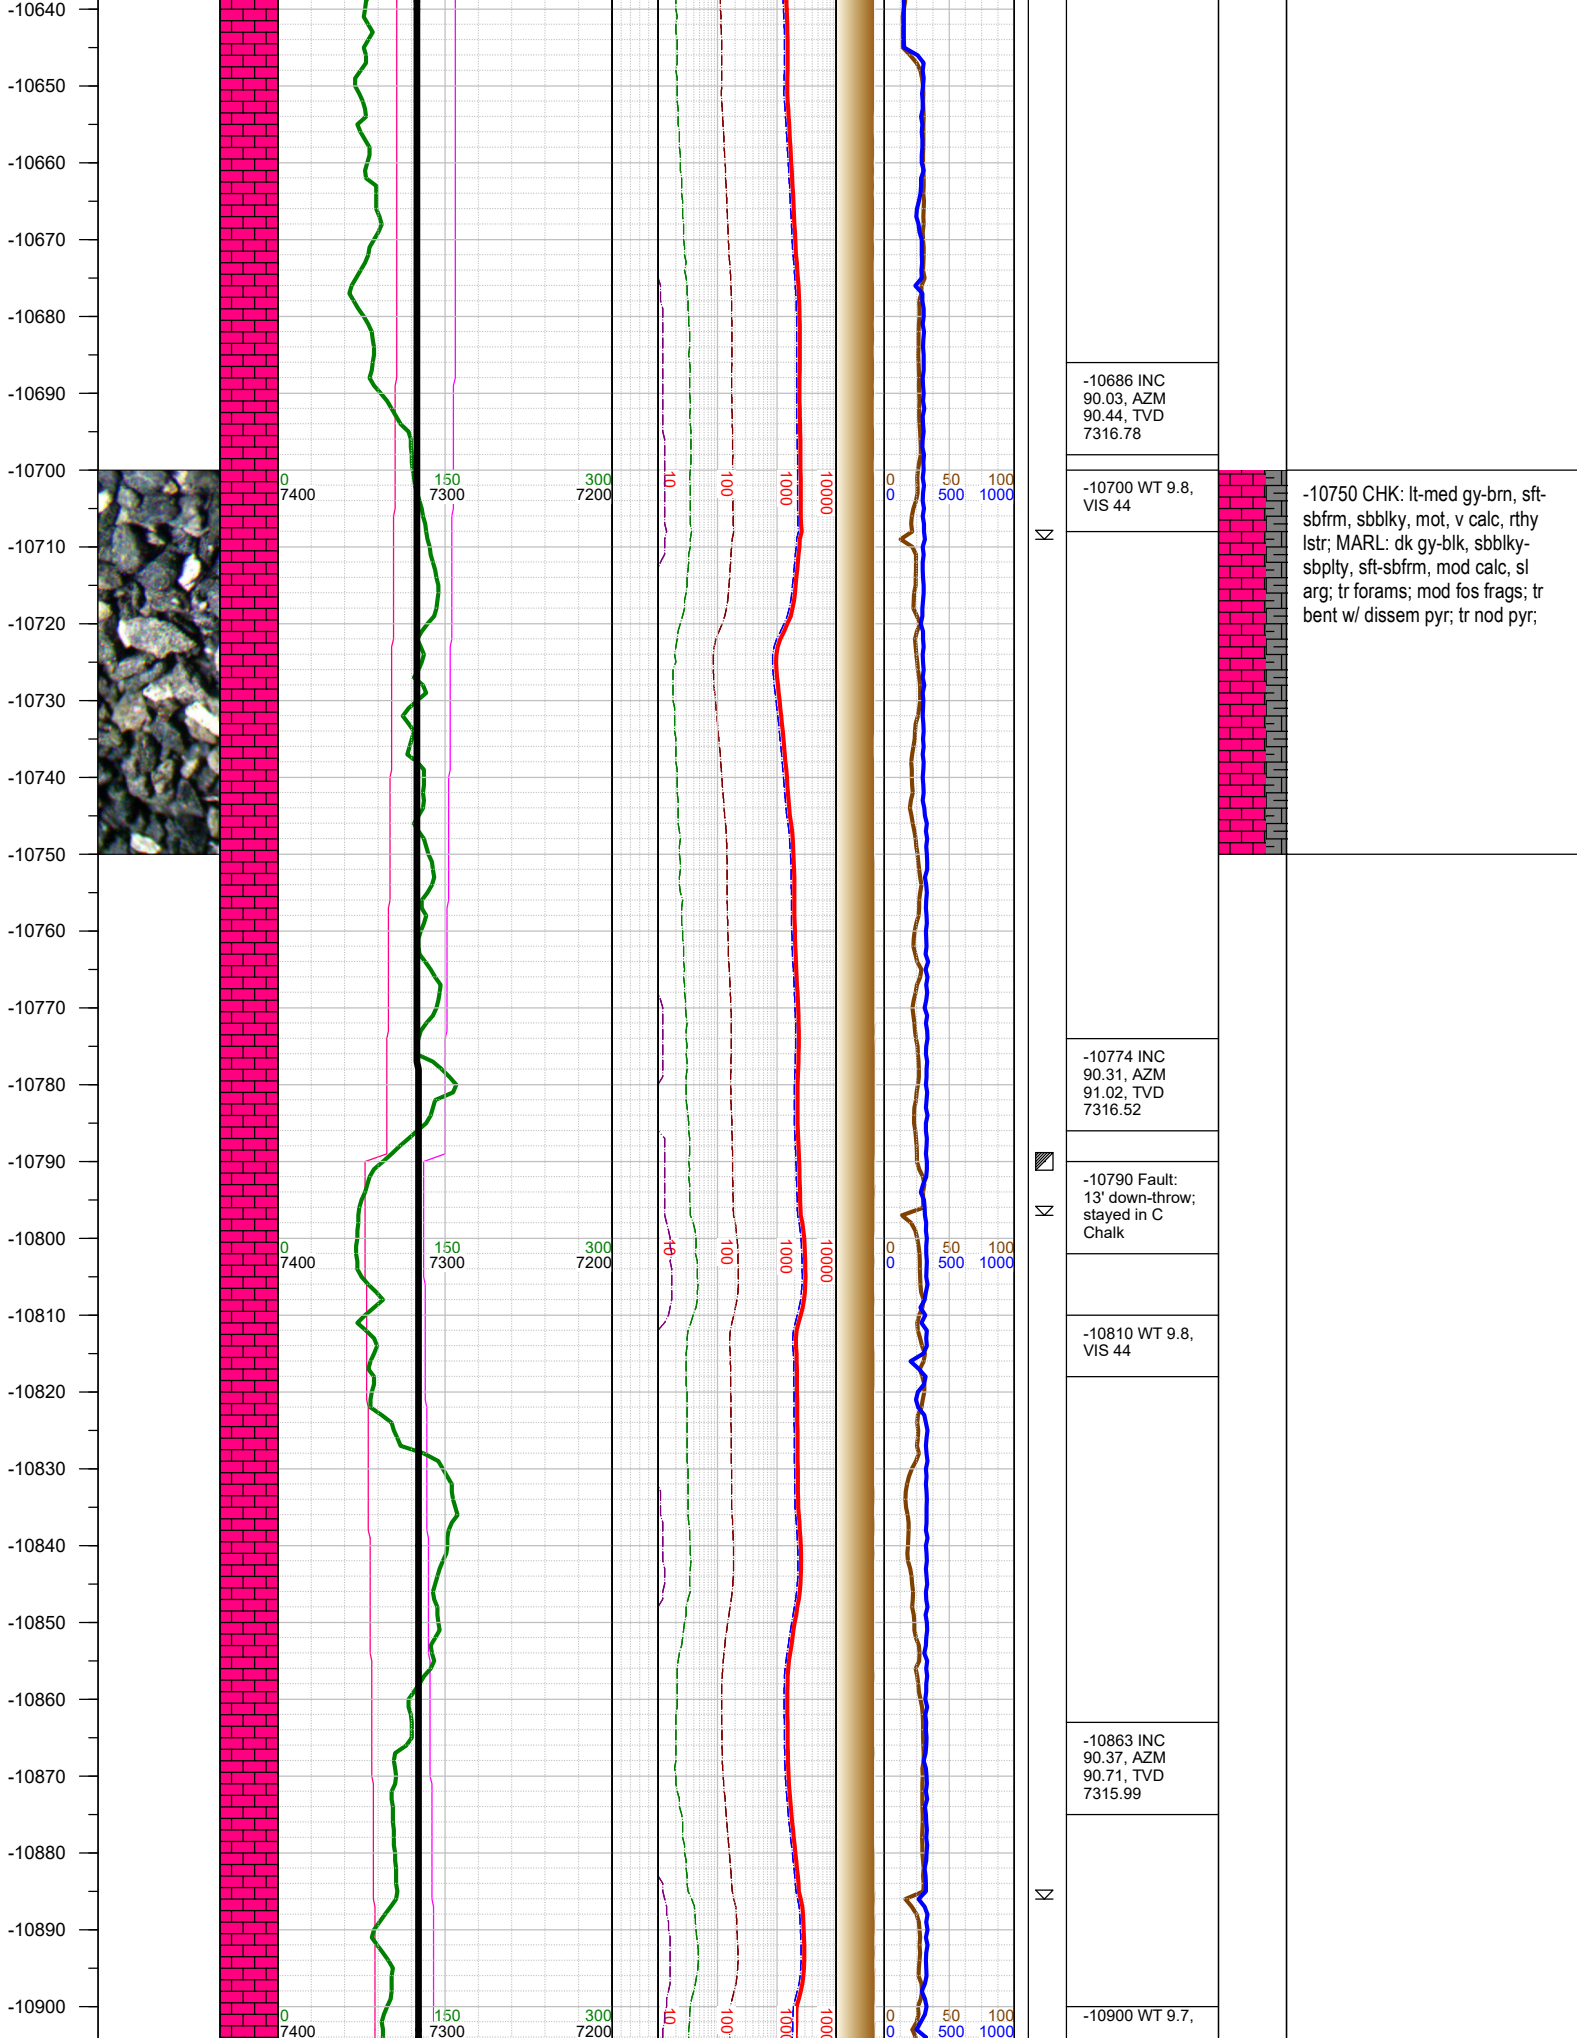 -10640
-10650
-10660
-10670
-10680
-10686 INC
90.03, AZM
90.44, TVD
7316.78
-10690
-10700
0 150 300
7400 7300 7200
10 100 1000 10000
0 50 100
0 500 1000
-10700 WT 9.8,
VIS 44
-10750 CHK: lt-med gy-brn, sft-
sbfrm, sbblky, mot, v calc, rthy
lstr; MARL: dk gy-blk, sbblky-
sbplty, sft-sbfrm, mod calc, sl
arg; tr forams; mod fos frags; tr
bent w/ dissem pyr; tr nod pyr;
-10710
-10720
-10730
-10740
-10750
-10760
-10770
-10774 INC
90.31, AZM
91.02, TVD
7316.52
-10780
-10790
-10790 Fault:
13' down-throw;
stayed in C
Chalk
-10800
0 150 300
7400 7300 7200
10 100 1000 10000
0 50 100
0 500 1000
-10810
-10810 WT 9.8,
VIS 44
-10820
-10830
-10840
-10850
-10860
-10863 INC
90.37, AZM
90.71, TVD
7315.99
-10870
-10880
-10890
-10900
0 150 300
7400 7300 7200
10 100 1000
0 50 100
0 500 1000
-10900 WT 9.7,